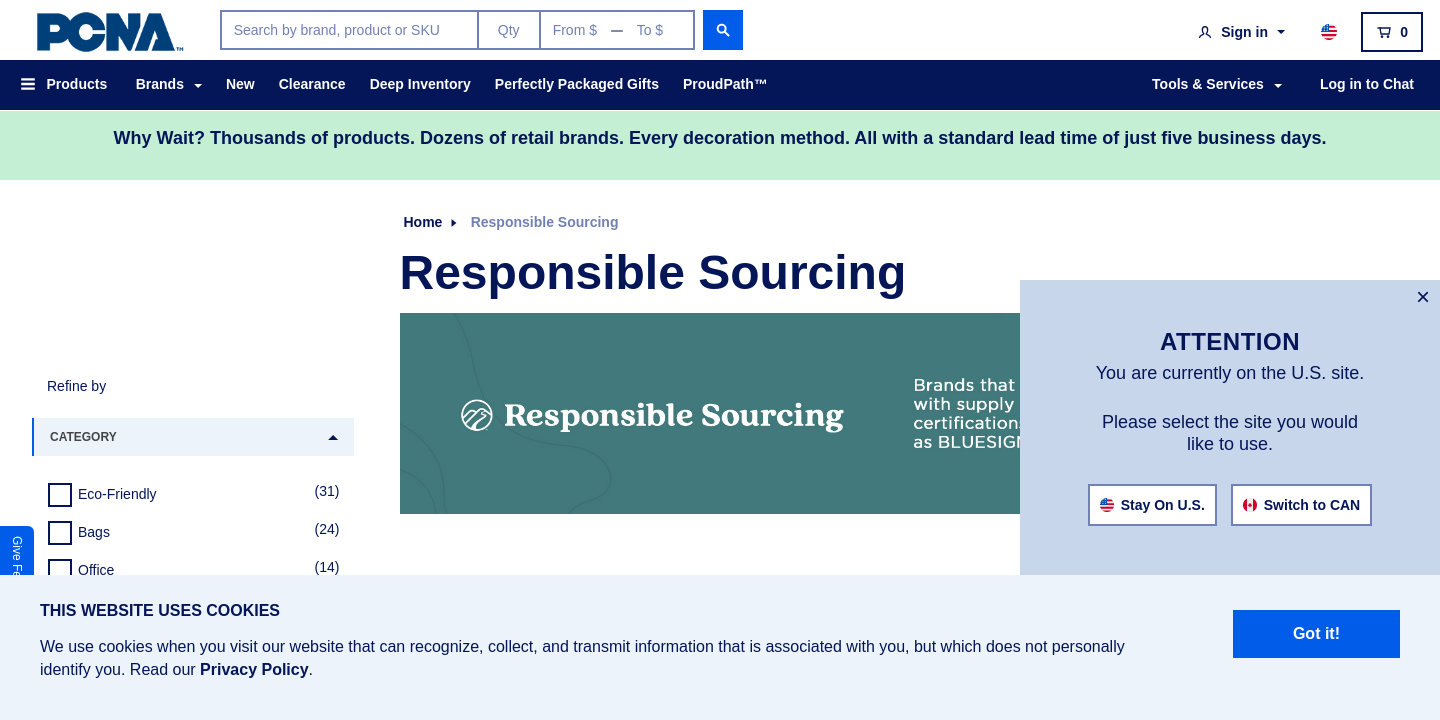 PCNA™
Search by brand, product or SKU
Qty
From $ — To $
Sign in
0
Products
Brands
New
Clearance
Deep Inventory
Perfectly Packaged Gifts
ProudPath™
Tools & Services
Log in to Chat
Why Wait? Thousands of products. Dozens of retail brands. Every decoration method. All with a standard lead time of just five business days.
Home
Responsible Sourcing
Responsible Sourcing
Responsible Sourcing
Brands that
with supply
certifications
as BLUESIGN
×
ATTENTION
You are currently on the U.S. site.
Please select the site you would
like to use.
Stay On U.S.
Switch to CAN
Refine by
CATEGORY
Eco-Friendly (31)
Bags (24)
Office (14)
Give Fe
THIS WEBSITE USES COOKIES
We use cookies when you visit our website that can recognize, collect, and transmit information that is associated with you, but which does not personally
identify you. Read our Privacy Policy.
Got it!